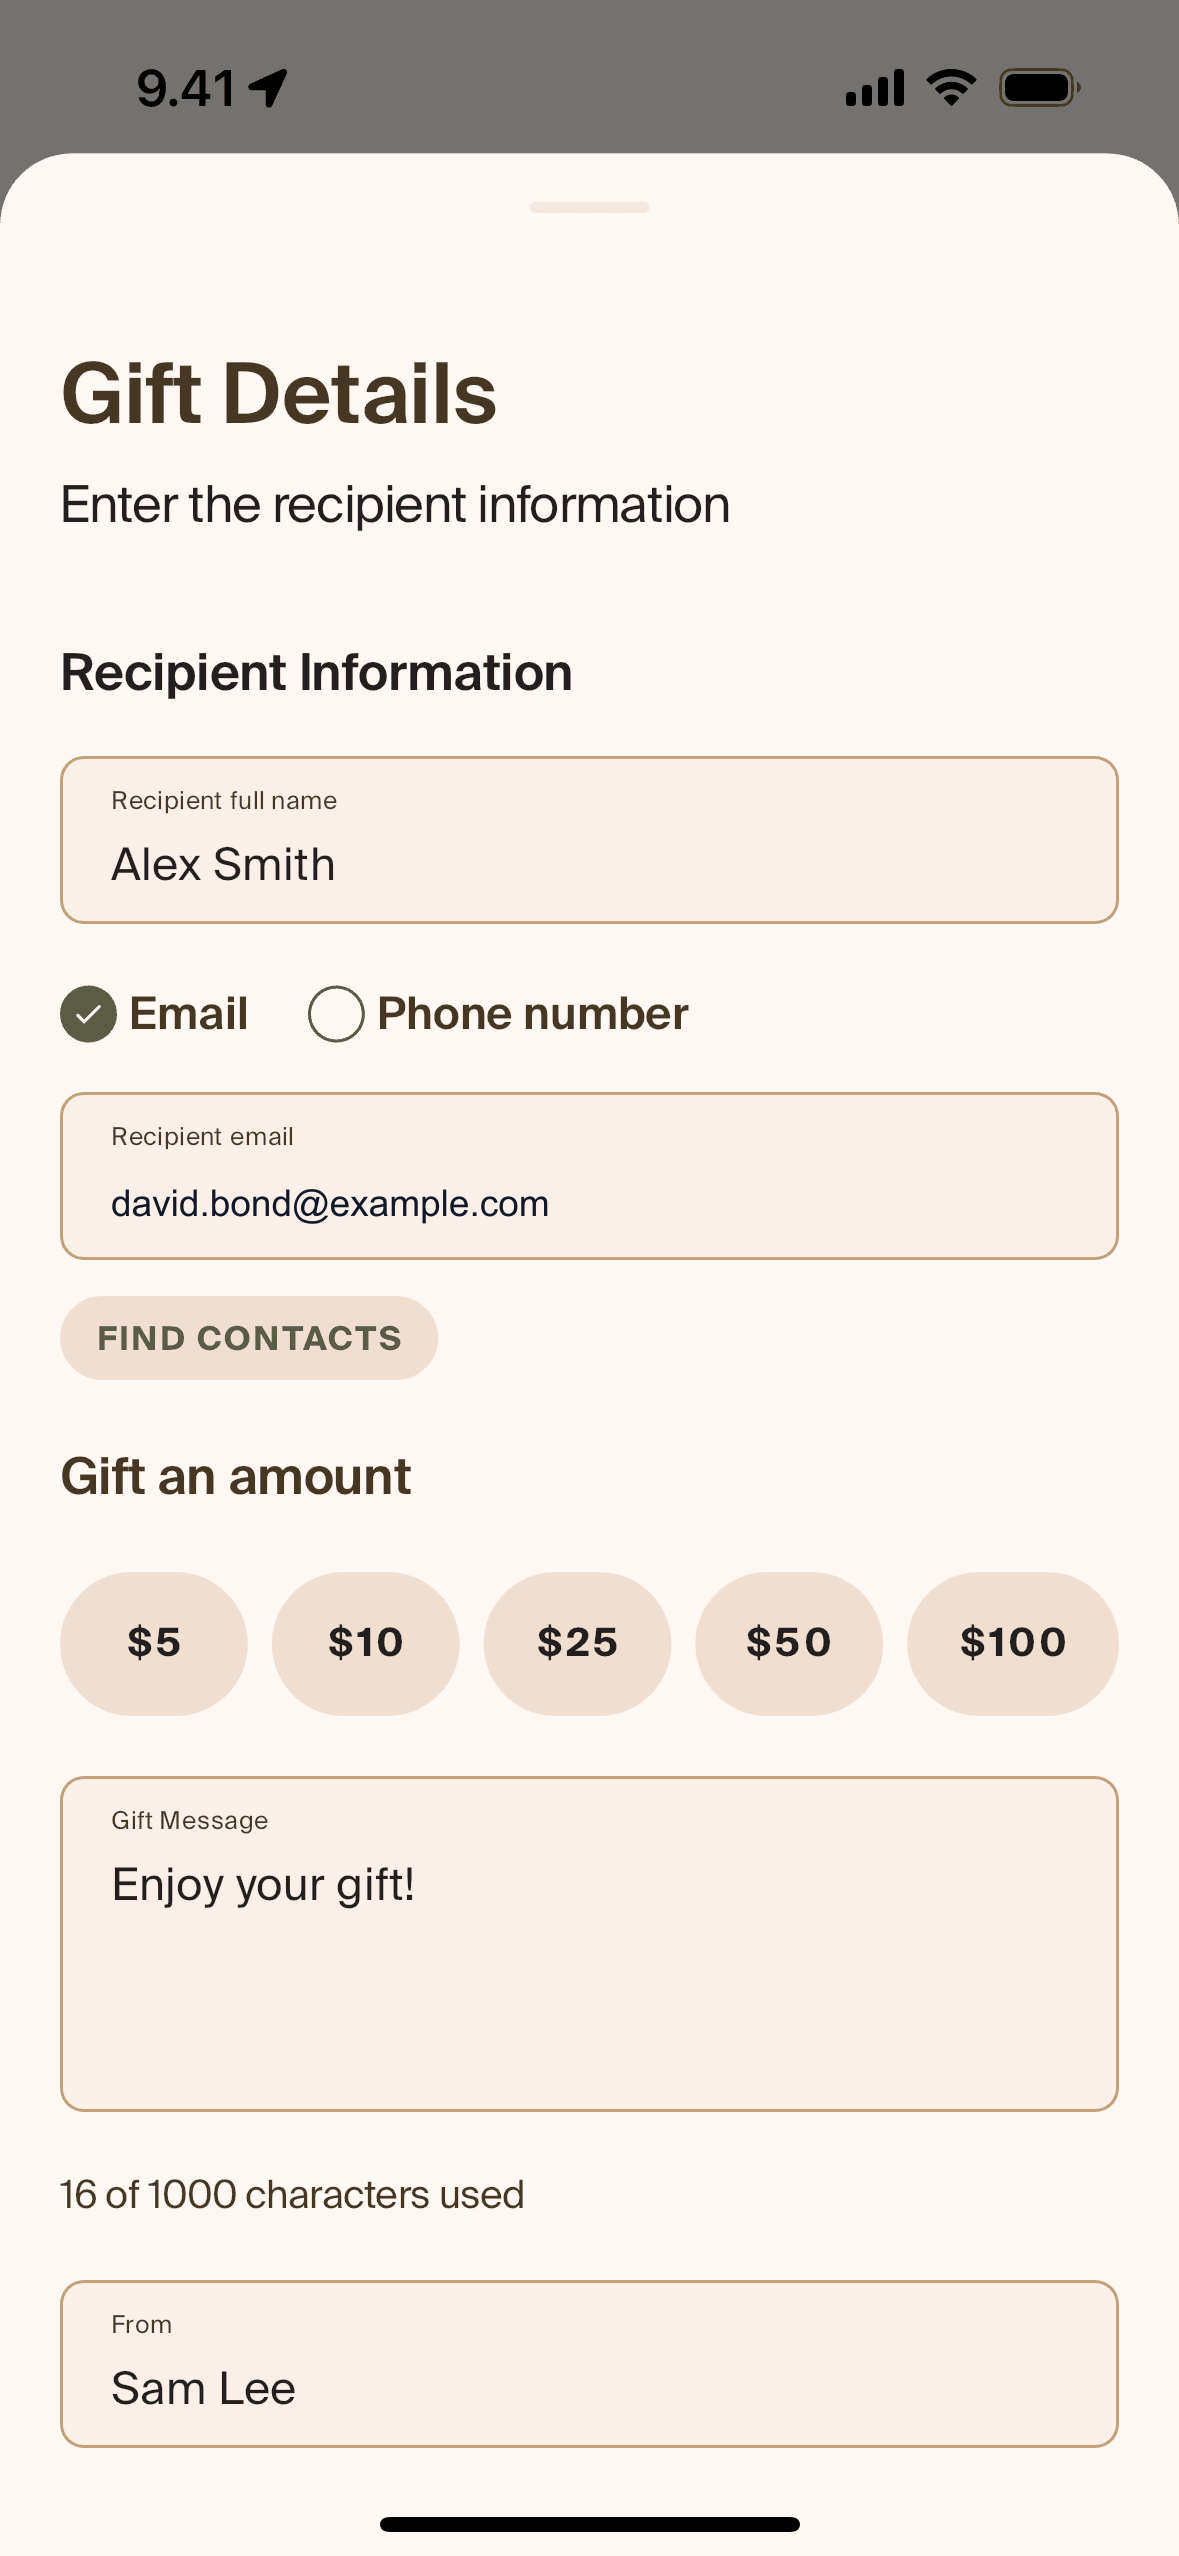 9.41
Gift Details
Enter the recipient information
Recipient Information
Recipient full name
Alex Smith
Email
Phone number
Recipient email
david.bond@example.com
FIND CONTACTS
Gift an amount
$5 $10 $25 $50 $100
Gift Message
Enjoy your gift!
16 of 1000 characters used
From
Sam Lee